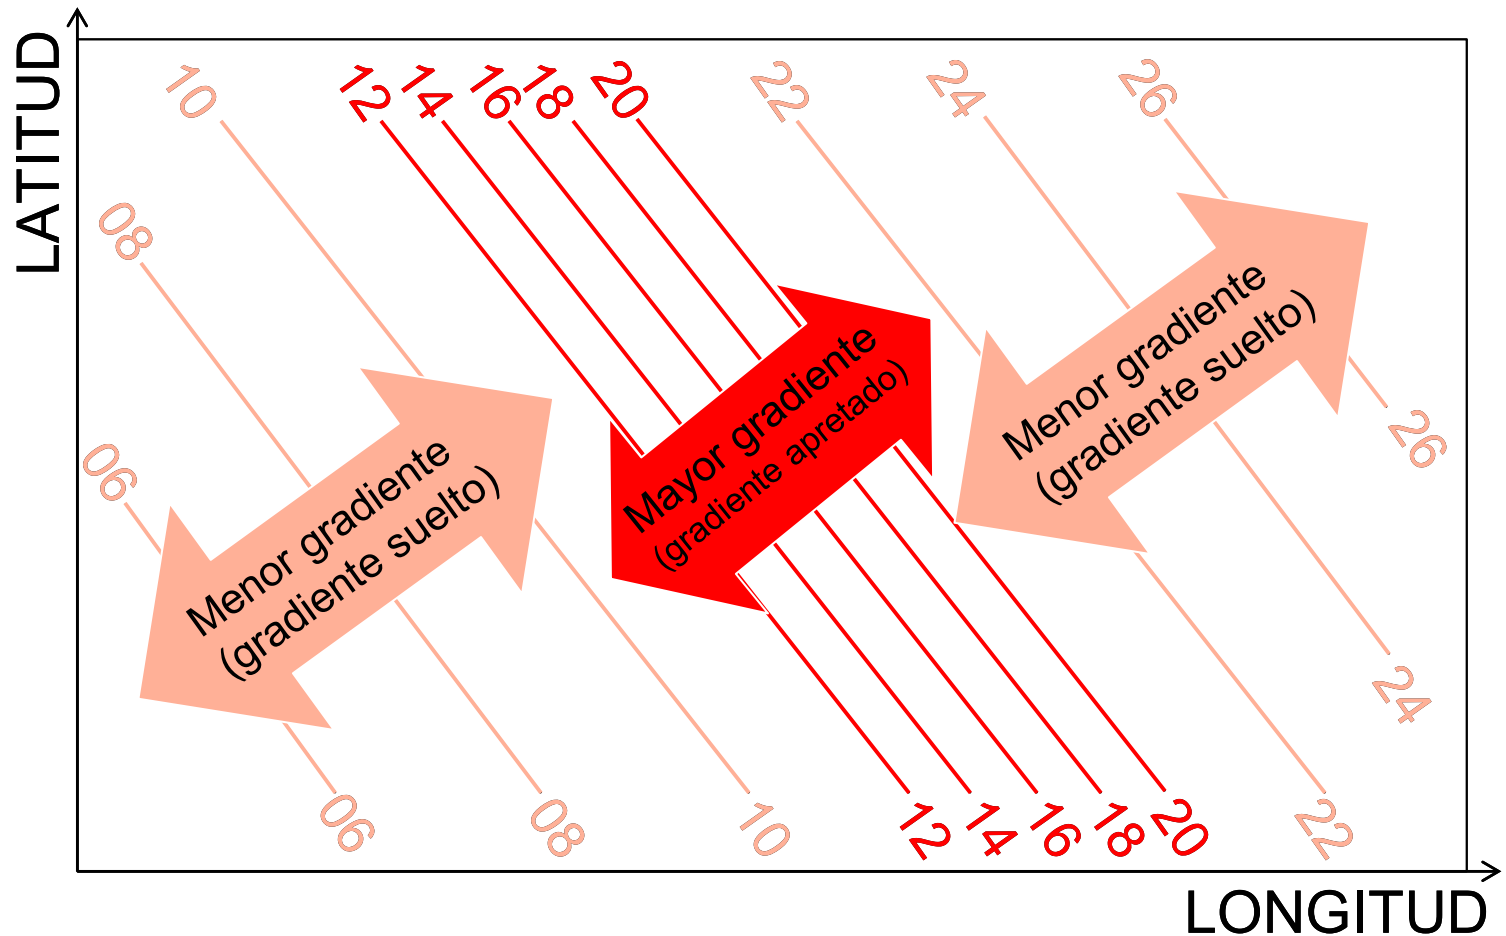 LATITUD
10
12
14
16
18
20
22
24
26
08
06
Menor gradiente
(gradiente suelto)
Mayor gradiente
(gradiente apretado)
Menor gradiente
(gradiente suelto)
26
24
06
08
10
12
14
16
18
20
22
LONGITUD